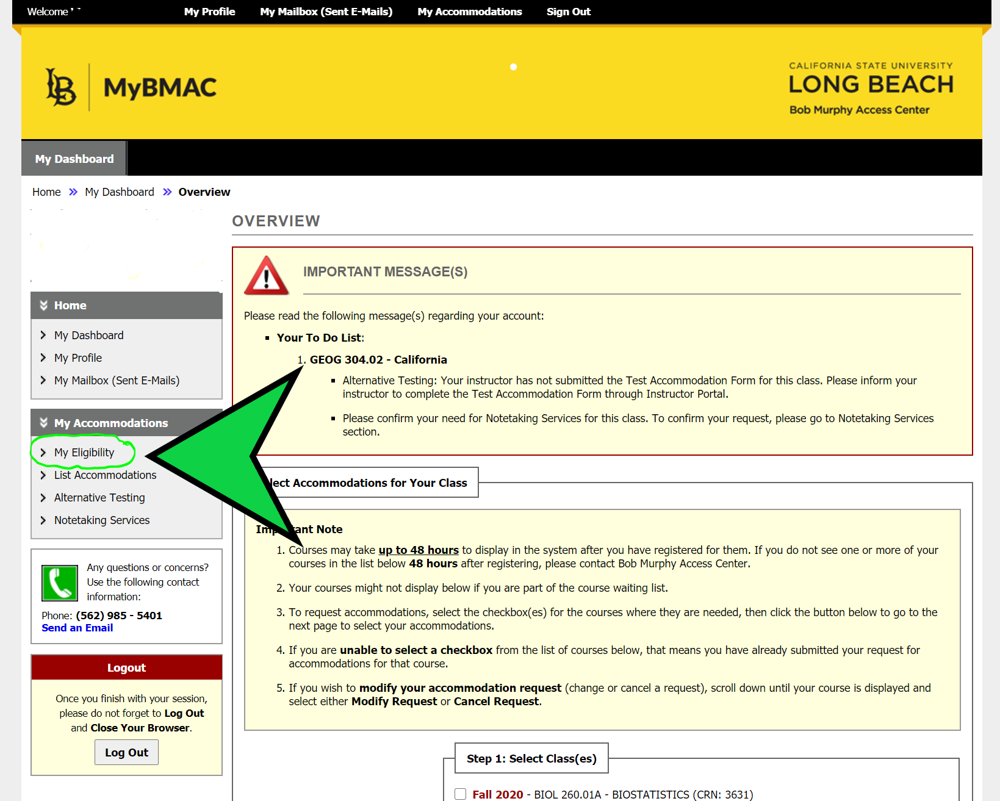 Welcome
My Profile
My Mailbox (Sent E-Mails)
My Accommodations
Sign Out
LB
MyBMAC
CALIFORNIA STATE UNIVERSITY
LONG BEACH
Bob Murphy Access Center
My Dashboard
Home » My Dashboard » Overview
OVERVIEW
IMPORTANT MESSAGE(S)
Please read the following message(s) regarding your account:
Your To Do List:
1. GEOG 304.02 - California
Alternative Testing: Your instructor has not submitted the Test Accommodation Form for this class. Please inform your
instructor to complete the Test Accommodation Form through Instructor Portal.
Please confirm your need for Notetaking Services for this class. To confirm your request, please go to Notetaking Services
section.
Home
My Dashboard
My Profile
My Mailbox (Sent E-Mails)
My Accommodations
My Eligibility
List Accommodations
Alternative Testing
Notetaking Services
Any questions or concerns?
Use the following contact
information:
Phone: (562) 985 - 5401
Send an Email
Logout
Once you finish with your session,
please do not forget to Log Out
and Close Your Browser.
Log Out
lect Accommodations for Your Class
Important Note
1. Courses may take up to 48 hours to display in the system after you have registered for them. If you do not see one or more of your
courses in the list below 48 hours after registering, please contact Bob Murphy Access Center.
2. Your courses might not display below if you are part of the course waiting list.
3. To request accommodations, select the checkbox(es) for the courses where they are needed, then click the button below to go to the
next page to select your accommodations.
4. If you are unable to select a checkbox from the list of courses below, that means you have already submitted your request for
accommodations for that course.
5. If you wish to modify your accommodation request (change or cancel a request), scroll down until your course is displayed and
select either Modify Request or Cancel Request.
Step 1: Select Class(es)
Fall 2020 - BIOL 260.01A - BIOSTATISTICS (CRN: 3631)